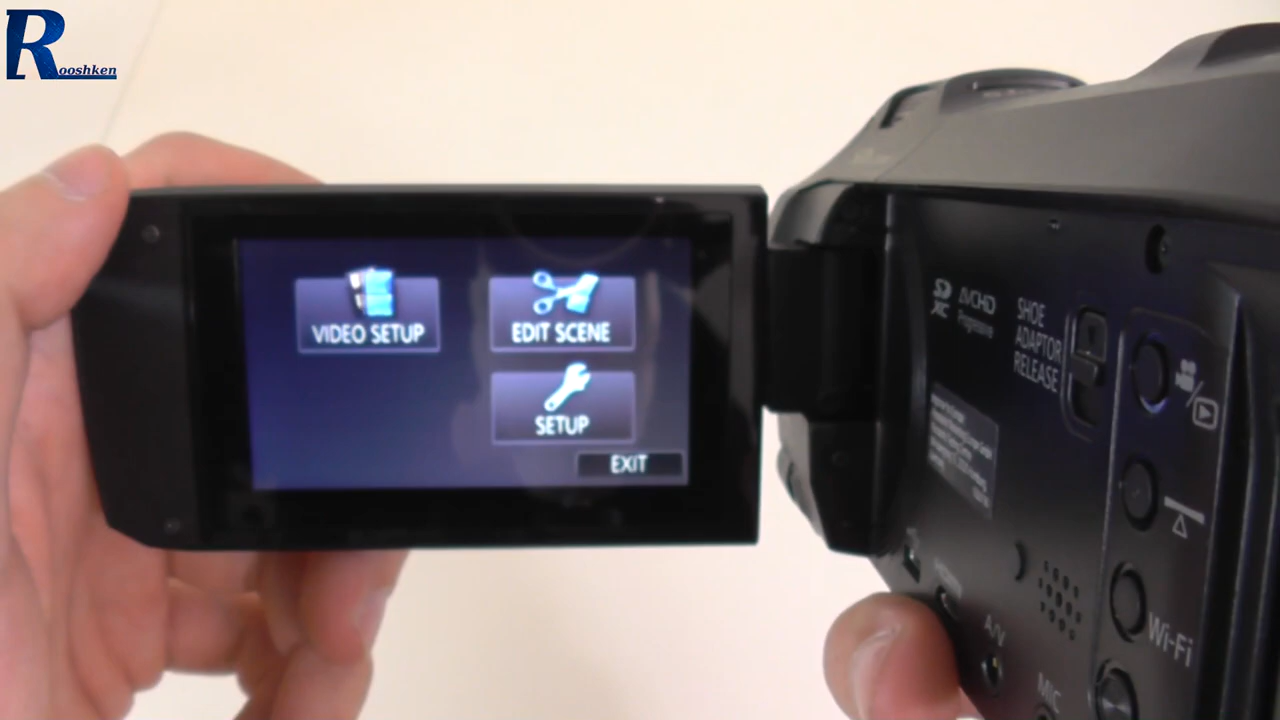 Rooshken
VIDEO SETUP
EDIT SCENE
SETUP
EXIT
SD
XC
AVCHD
Progressive
SHOE
ADAPTOR
RELEASE
Wi-Fi
A/V
MIC